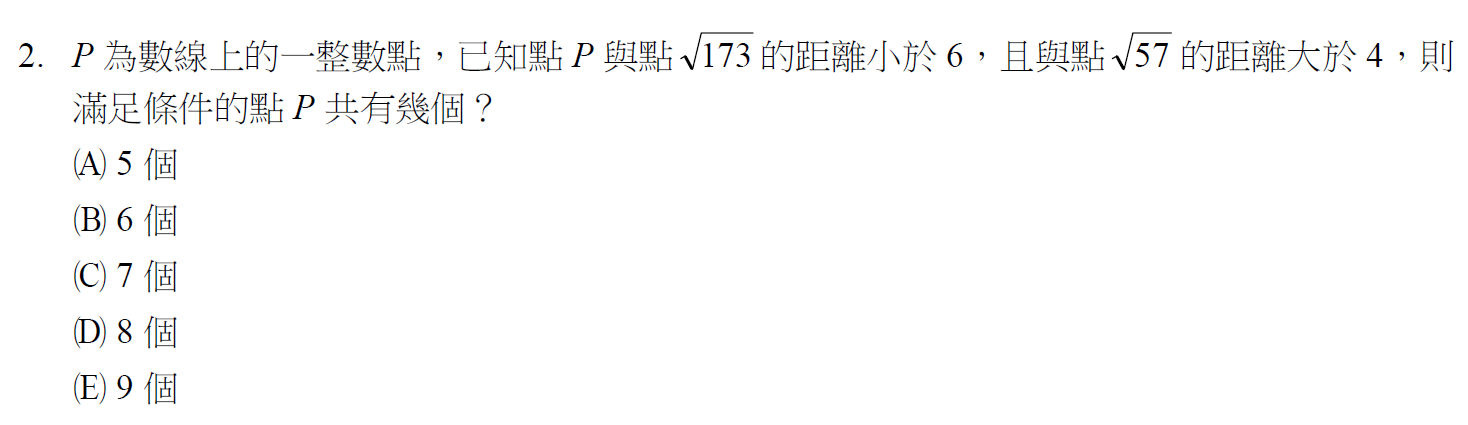 2. P 為數線上的一整數點，已知點 P 與點 √173 的距離小於 6，且與點 √57 的距離大於 4，則
滿足條件的點 P 共有幾個？
(A) 5 個
(B) 6 個
(C) 7 個
(D) 8 個
(E) 9 個